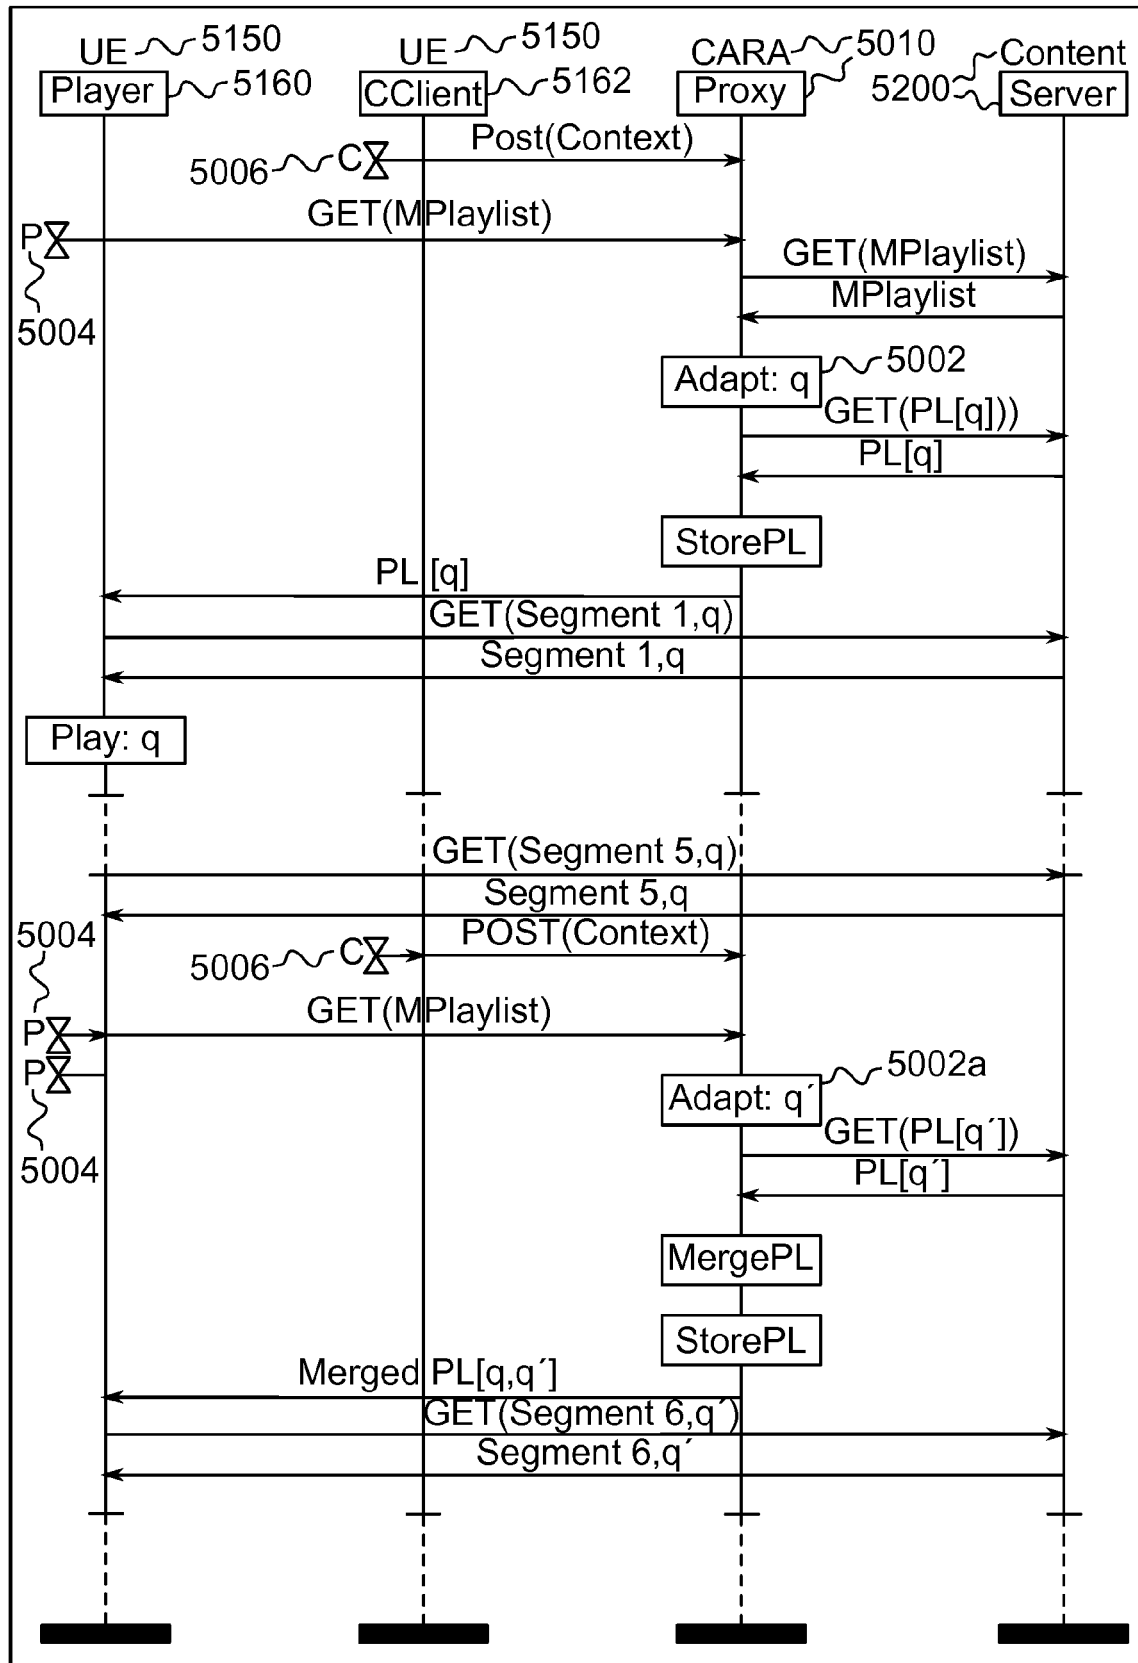 UE 5150 UE 5150 CARA 5010 Content
Player 5160 CClient 5162 Proxy 5200 Server
Post(Context)
5006 C
GET(MPlaylist)
P
GET(MPlaylist)
MPlaylist
5004
Adapt: q 5002
GET(PL[q]))
PL[q]
StorePL
PL [q]
GET(Segment 1,q)
Segment 1,q
Play: q
GET(Segment 5,q)
Segment 5,q
5004
POST(Context)
5006 C
GET(MPlaylist)
P
P
Adapt: q´ 5002a
GET(PL[q´])
5004
PL[q´]
MergePL
StorePL
Merged PL[q,q´]
GET(Segment 6,q´)
Segment 6,q´